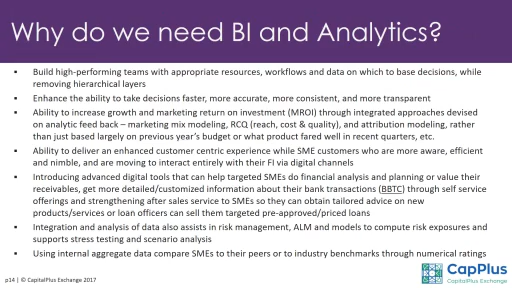 Why do we need BI and Analytics?
▪ Build high-performing teams with appropriate resources, workflows and data on which to base decisions, while
removing hierarchical layers
▪ Enhance the ability to take decisions faster, more accurate, more consistent, and more transparent
▪ Ability to increase growth and marketing return on investment (MROI) through integrated approaches devised
on analytic feed back – marketing mix modeling, RCQ (reach, cost & quality), and attribution modeling, rather
than just based largely on previous year's budget or what product fared well in recent quarters, etc.
▪ Ability to deliver an enhanced customer centric experience while SME customers who are more aware, efficient
and nimble, and are moving to interact entirely with their FI via digital channels
▪ Introducing advanced digital tools that can help targeted SMEs do financial analysis and planning or value their
receivables, get more detailed/customized information about their bank transactions (BBTC) through self service
offerings and strengthening after sales service to SMEs so they can obtain tailored advice on new
products/services or loan officers can sell them targeted pre-approved/priced loans
▪ Integration and analysis of data also assists in risk management, ALM and models to compute risk exposures and
supports stress testing and scenario analysis
▪ Using internal aggregate data compare SMEs to their peers or to industry benchmarks through numerical ratings
CapPlus
CapitalPlus Exchange
p14 | © CapitalPlus Exchange 2017